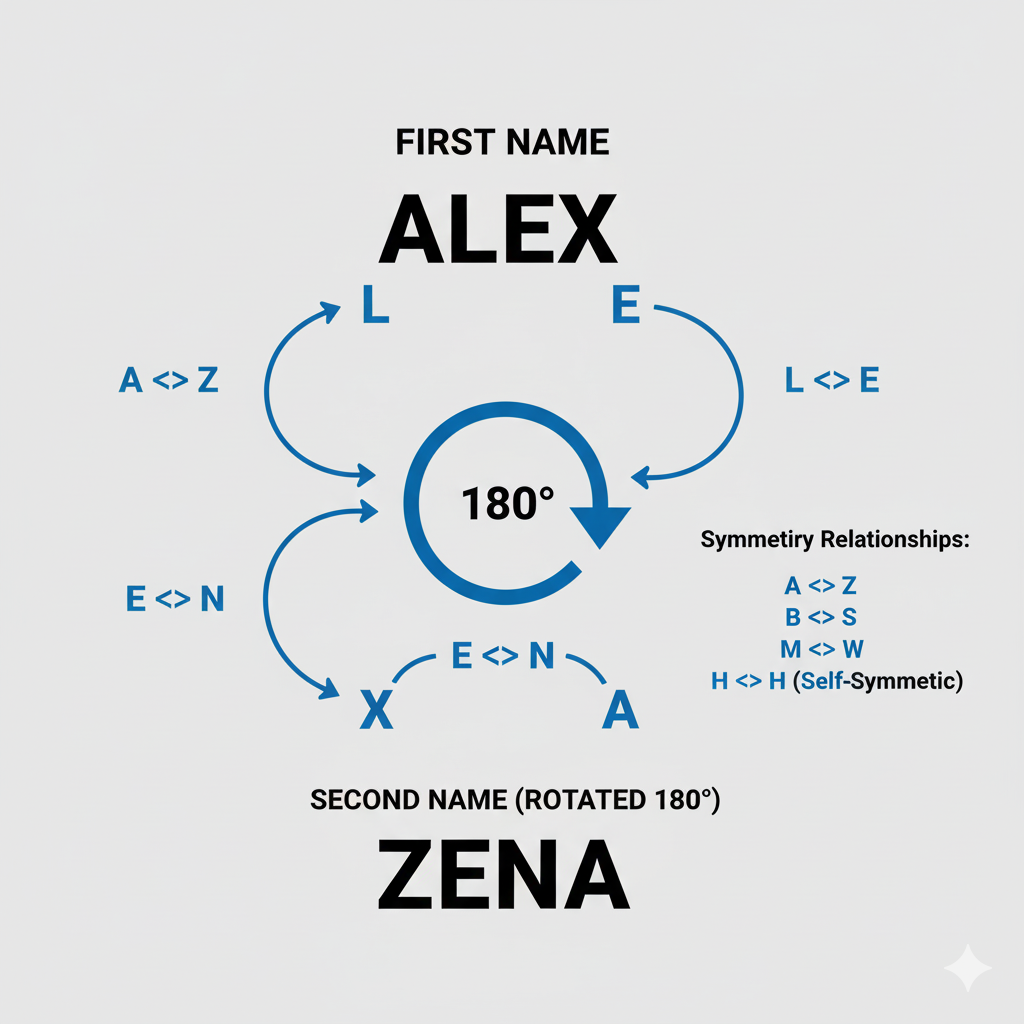 FIRST NAME
ALEX
L
E
A <> Z
L <> E
180°
E <> N
E <> N
X
A
Symmetiry Relationships:
A <> Z
B <> S
M <> W
H <> H (Self-Symmetic)
SECOND NAME (ROTATED 180°)
ZENA